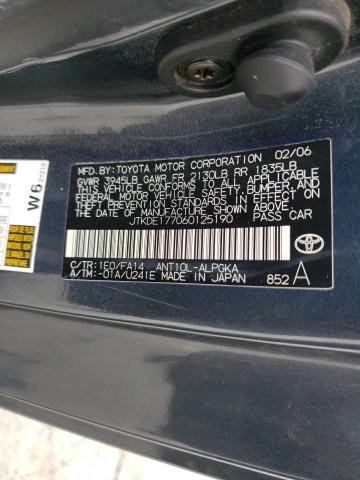 MFD.BY:TOYOTA MOTOR CORPORATION 02/06
GVWR 3945LB GAWR FR 2130LB RR 1835LB
THIS VEHICLE CONFORMS TO ALL APPLICABLE
FEDERAL MOTOR VEHICLE SAFETY, BUMPER, AND
THEFT PREVENTION STANDARDS IN EFFECT ON
THE DATE OF MANUFACTURE SHOWN ABOVE.
JTKDE177060125190 PASS.CAR
C/TR:1E0/FA14 ANT10L-ALPGKA
A/TM:-01A/U241E MADE IN JAPAN
852 A
W6